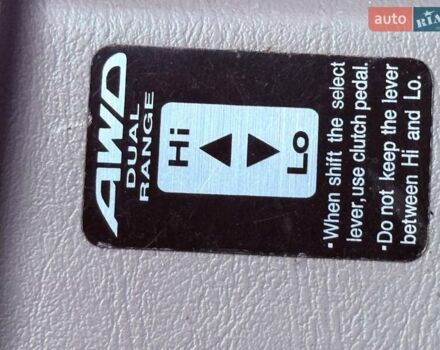 AWD
DUAL
RANGE
Hi
Lo
•When shift the select
lever,use clutch pedal.
•Do not keep the lever
between Hi and Lo.
auto RIA